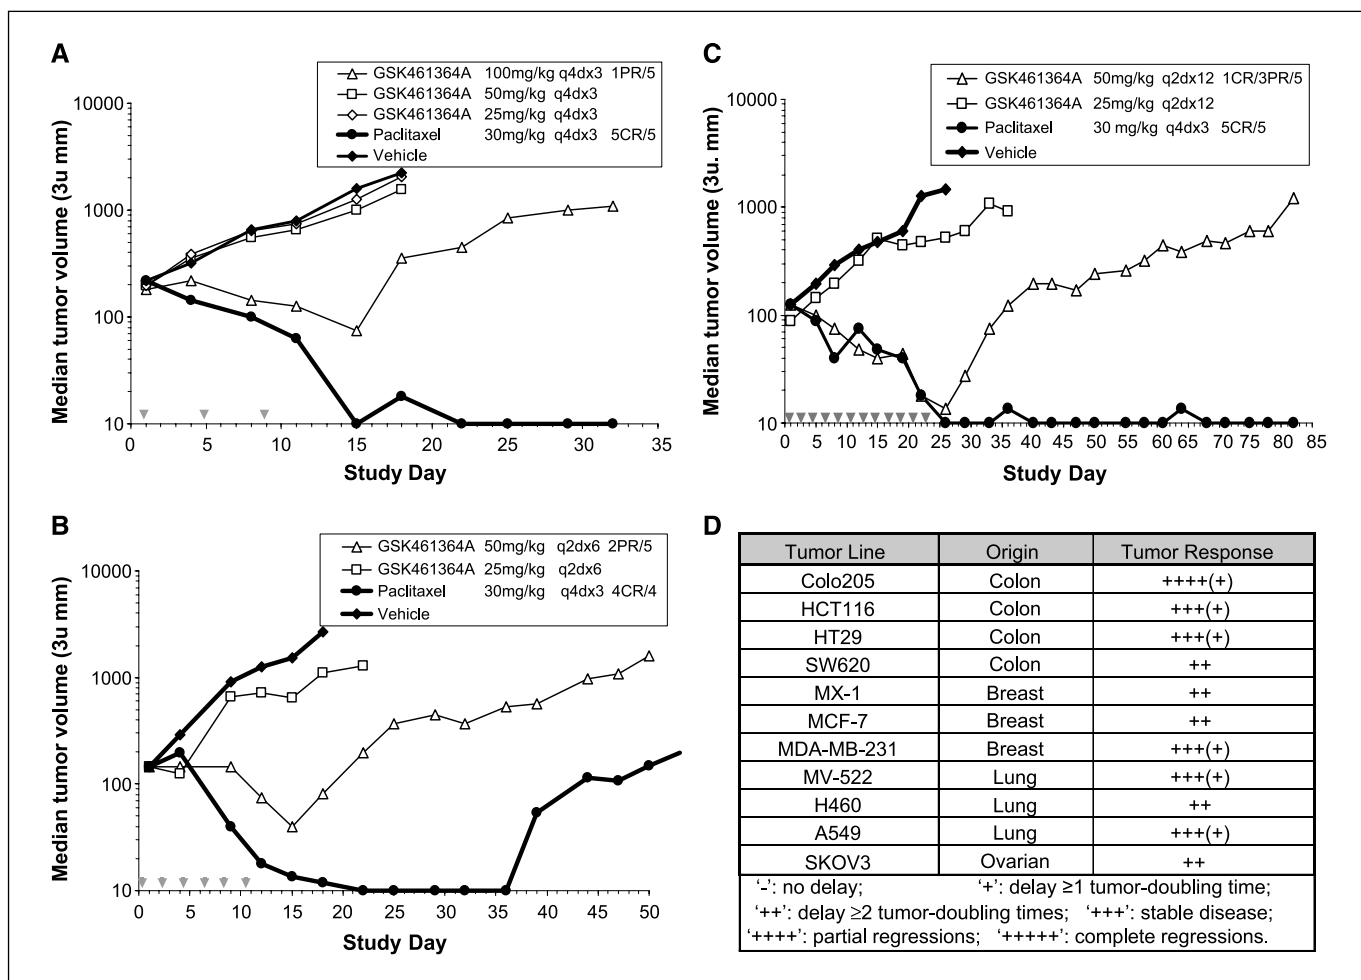 A
GSK461364A 100mg/kg q4dx3 1PR/5
GSK461364A 50mg/kg q4dx3
GSK461364A 25mg/kg q4dx3
Paclitaxel 30mg/kg q4dx3 5CR/5
Vehicle
Median tumor volume (3u mm)
10000
1000
100
10
0 5 10 15 20 25 30 35
Study Day
B
GSK461364A 50mg/kg q2dx6 2PR/5
GSK461364A 25mg/kg q2dx6
Paclitaxel 30mg/kg q4dx3 4CR/4
Vehicle
Median tumor volume (3u mm)
10000
1000
100
10
0 5 10 15 20 25 30 35 40 45 50
Study Day
C
GSK461364A 50mg/kg q2dx12 1CR/3PR/5
GSK461364A 25mg/kg q2dx12
Paclitaxel 30 mg/kg q4dx3 5CR/5
Vehicle
Median tumor volume (3u. mm)
10000
1000
100
10
0 5 10 15 20 25 30 35 40 45 50 55 60 65 70 75 80 85
Study Day
D
Tumor Line Origin Tumor Response
Colo205 Colon ++++(+)
HCT116 Colon +++(+)
HT29 Colon +++(+)
SW620 Colon ++
MX-1 Breast ++
MCF-7 Breast ++
MDA-MB-231 Breast +++(+)
MV-522 Lung +++(+)
H460 Lung ++
A549 Lung +++(+)
SKOV3 Ovarian ++
‘-’: no delay; ‘+’: delay ≥1 tumor-doubling time;
‘++’: delay ≥2 tumor-doubling times; ‘+++’: stable disease;
‘++++’: partial regressions; ‘+++++’: complete regressions.